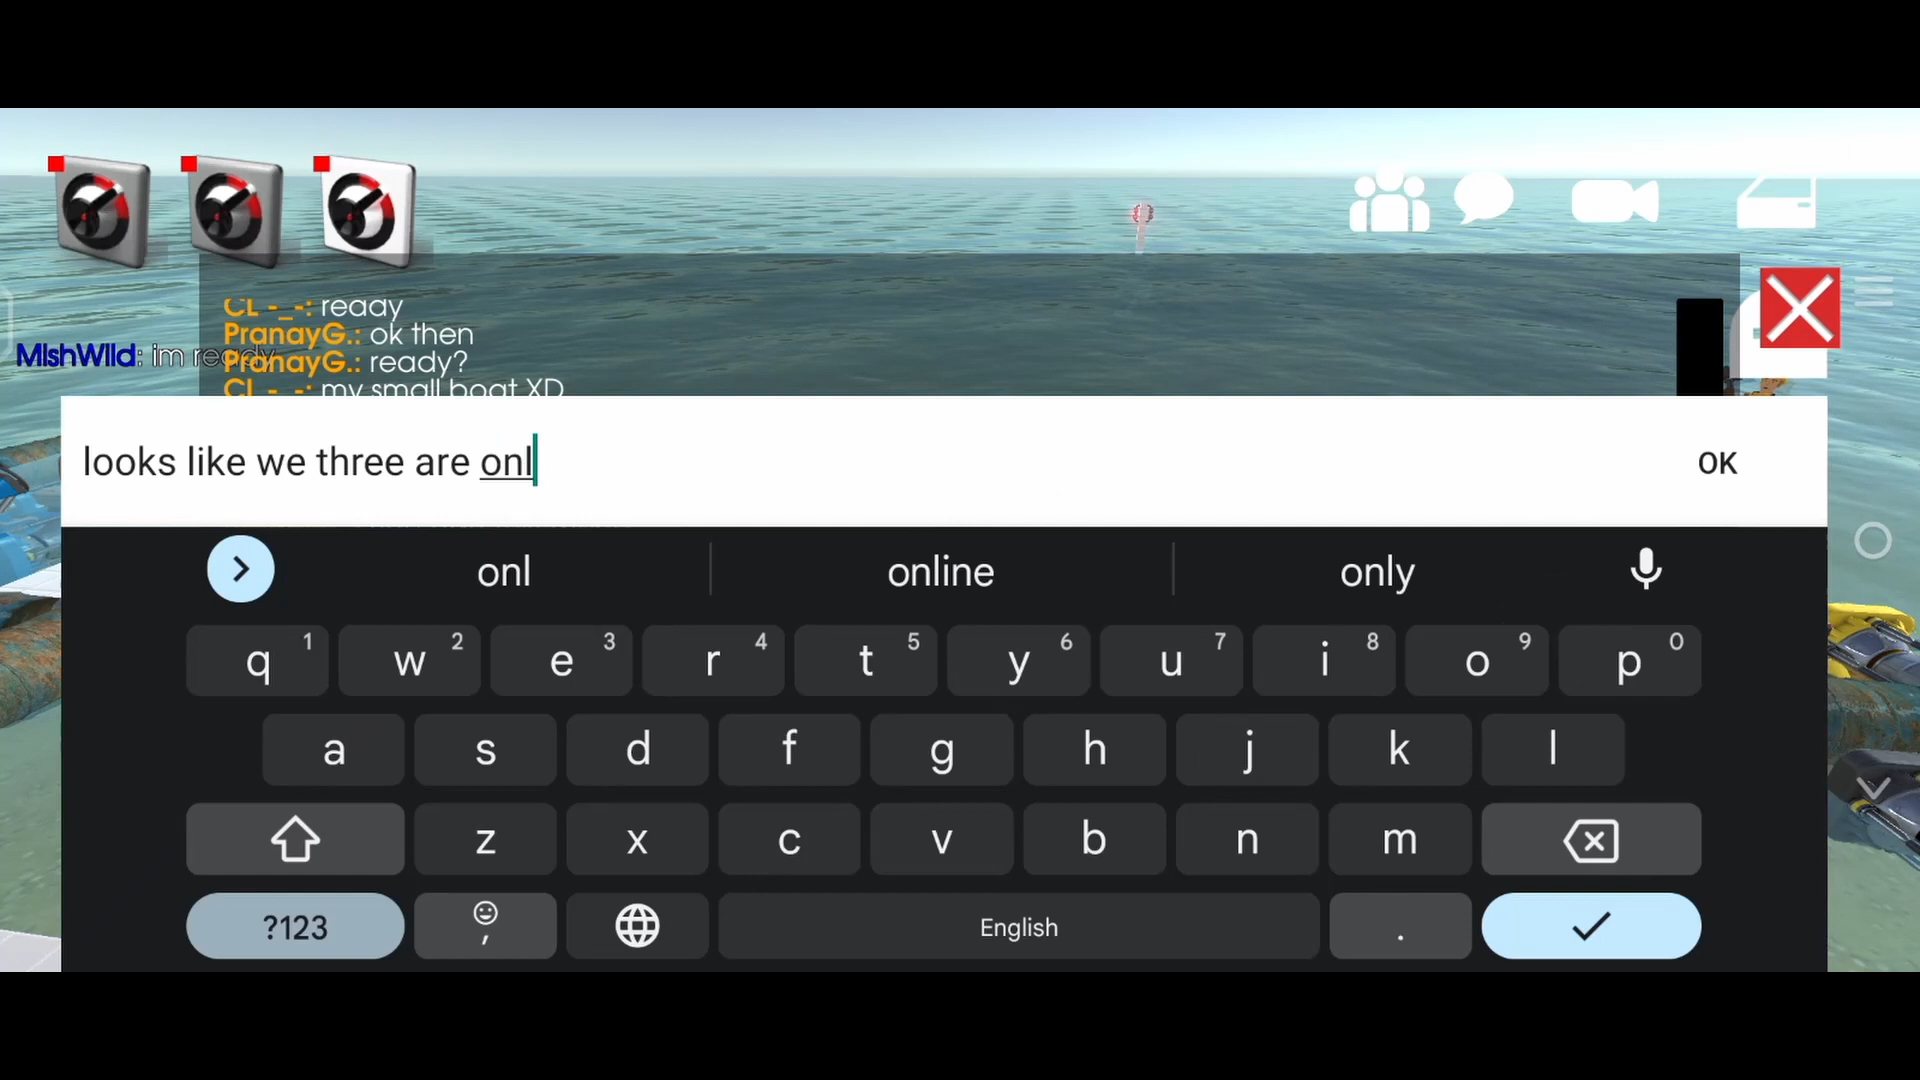 CL -_-: ready
PranayG.: ok then
MishWild: im ready
PranayG.: ready?
CL -_-: my small boat XD
looks like we three are onl
OK
onl online only
q 1 w 2 e 3 r 4 t 5 y 6 u 7 i 8 o 9 p 0
a s d f g h j k l
z x c v b n m
?123 , English .